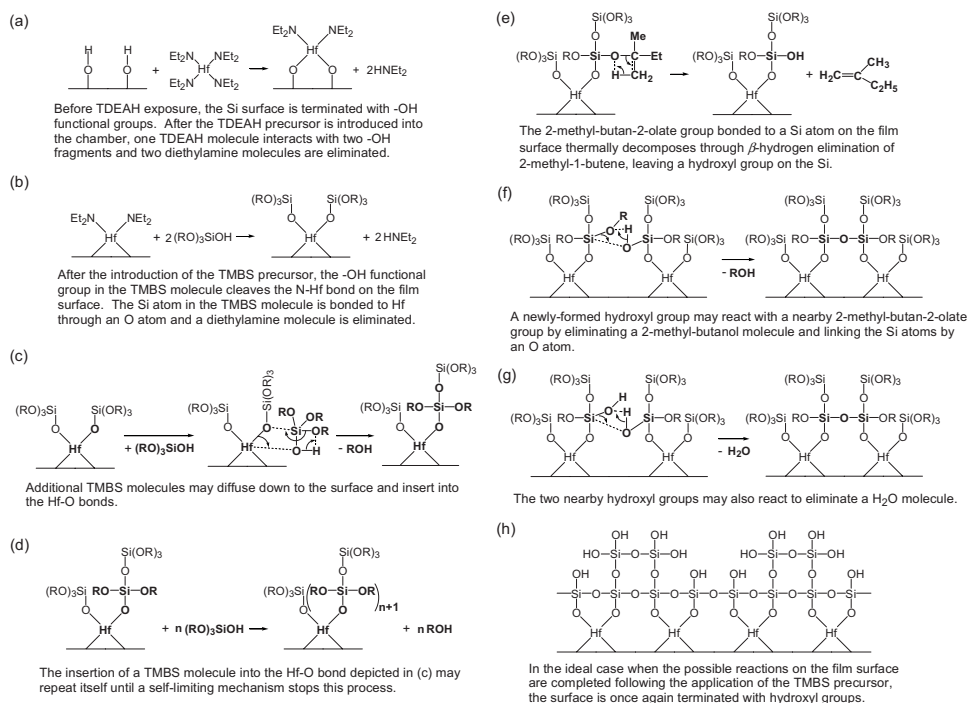 (a)
H H
O O
+
Et2N NEt2
Hf
Et2N NEt2
Et2N NEt2
Hf
O O
+ 2HNEt2
Before TDEAH exposure, the Si surface is terminated with -OH
functional groups. After the TDEAH precursor is introduced into
the chamber, one TDEAH molecule interacts with two -OH
fragments and two diethylamine molecules are eliminated.
(b)
Et2N NEt2
Hf
+ 2 (RO)3SiOH
(RO)3Si Si(OR)3
O O
Hf
+ 2HNEt2
After the introduction of the TMBS precursor, the -OH functional
group in the TMBS molecule cleaves the N-Hf bond on the film
surface. The Si atom in the TMBS molecule is bonded to Hf
through an O atom and a diethylamine molecule is eliminated.
(c)
(RO)3Si Si(OR)3
O O
Hf
+ (RO)3SiOH
Si(OR)3
(RO)3Si O RO OR
O Si OR
Hf O H
- ROH
Si(OR)3
O
(RO)3Si RO-Si-OR
O O
Hf
Additional TMBS molecules may diffuse down to the surface and insert into
the Hf-O bonds.
(d)
Si(OR)3
O
(RO)3Si RO-Si-OR
O O
Hf
+ n (RO)3SiOH
Si(OR)3
O
(RO)3Si (RO-Si-OR)n+1
O O
Hf
+ nROH
The insertion of a TMBS molecule into the Hf-O bond depicted in (c) may
repeat itself until a self-limiting mechanism stops this process.
(e)
Si(OR)3
O Me
(RO)3Si RO-Si-O-C-Et
O O H-CH2
Hf
Si(OR)3
O
(RO)3Si RO-Si-OH
O O
Hf
+ H2C= CH3
C2H5
The 2-methyl-butan-2-olate group bonded to a Si atom on the film
surface thermally decomposes through β-hydrogen elimination of
2-methyl-1-butene, leaving a hydroxyl group on the Si.
(f)
(RO)3Si Si(OR)3
O R O
O H
(RO)3Si RO-Si O Si-OR Si(OR)3
O O O O
Hf Hf
- ROH
(RO)3Si Si(OR)3
O O
(RO)3Si RO-Si-O-Si-OR Si(OR)3
O O O O
Hf Hf
A newly-formed hydroxyl group may react with a nearby 2-methyl-butan-2-olate
group by eliminating a 2-methyl-butanol molecule and linking the Si atoms by
an O atom.
(g)
(RO)3Si Si(OR)3
O H O
O H
(RO)3Si RO-Si O Si-OR Si(OR)3
O O O O
Hf Hf
- H2O
(RO)3Si Si(OR)3
O O
(RO)3Si RO-Si-O-Si-OR Si(OR)3
O O O O
Hf Hf
The two nearby hydroxyl groups may also react to eliminate a H2O molecule.
(h)
OH OH OH OH
HO-Si-O-Si-OH HO-Si-O-Si-OH
OH O O OH OH O O OH
Si-O-Si-O-Si-O-Si-O-Si-O-Si-O-Si-O-Si
O O O O O O O O
Hf Hf Hf Hf
In the ideal case when the possible reactions on the film surface
are completed following the application of the TMBS precursor,
the surface is once again terminated with hydroxyl groups.